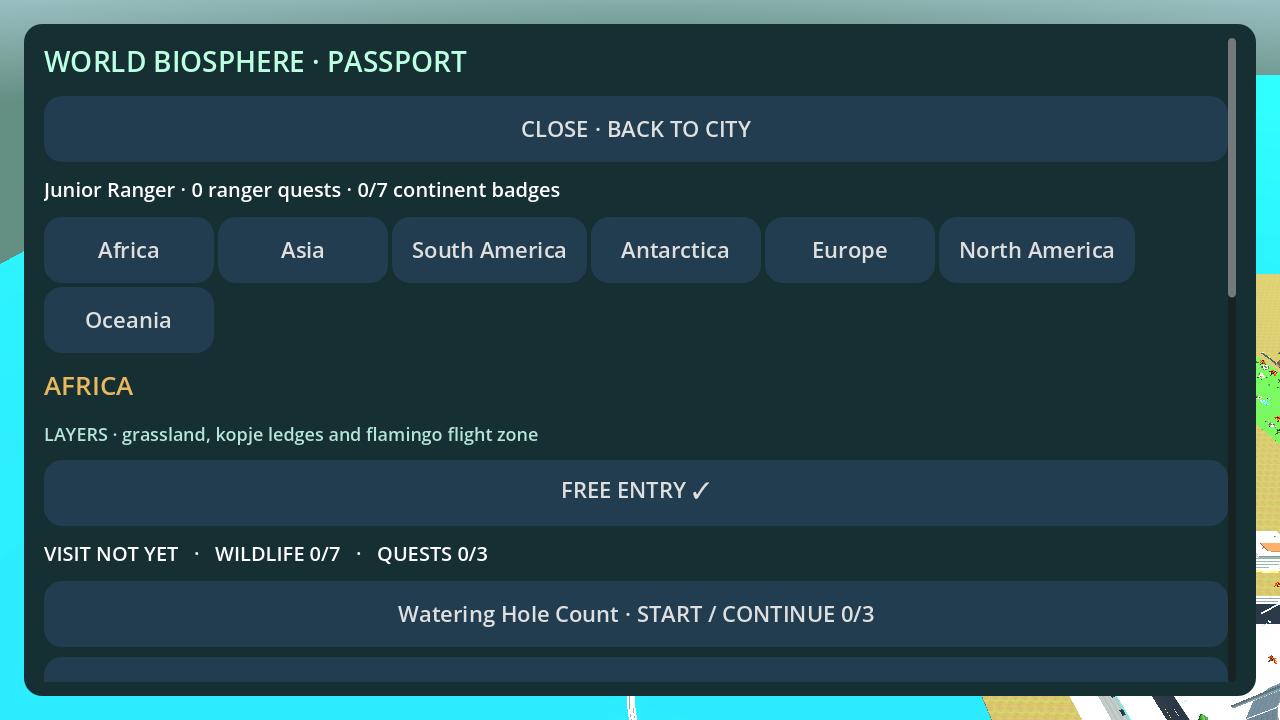 WORLD BIOSPHERE · PASSPORT
CLOSE · BACK TO CITY
Junior Ranger · 0 ranger quests · 0/7 continent badges
Africa
Asia
South America
Antarctica
Europe
North America
Oceania
AFRICA
LAYERS · grassland, kopje ledges and flamingo flight zone
FREE ENTRY ✓
VISIT NOT YET · WILDLIFE 0/7 · QUESTS 0/3
Watering Hole Count · START / CONTINUE 0/3